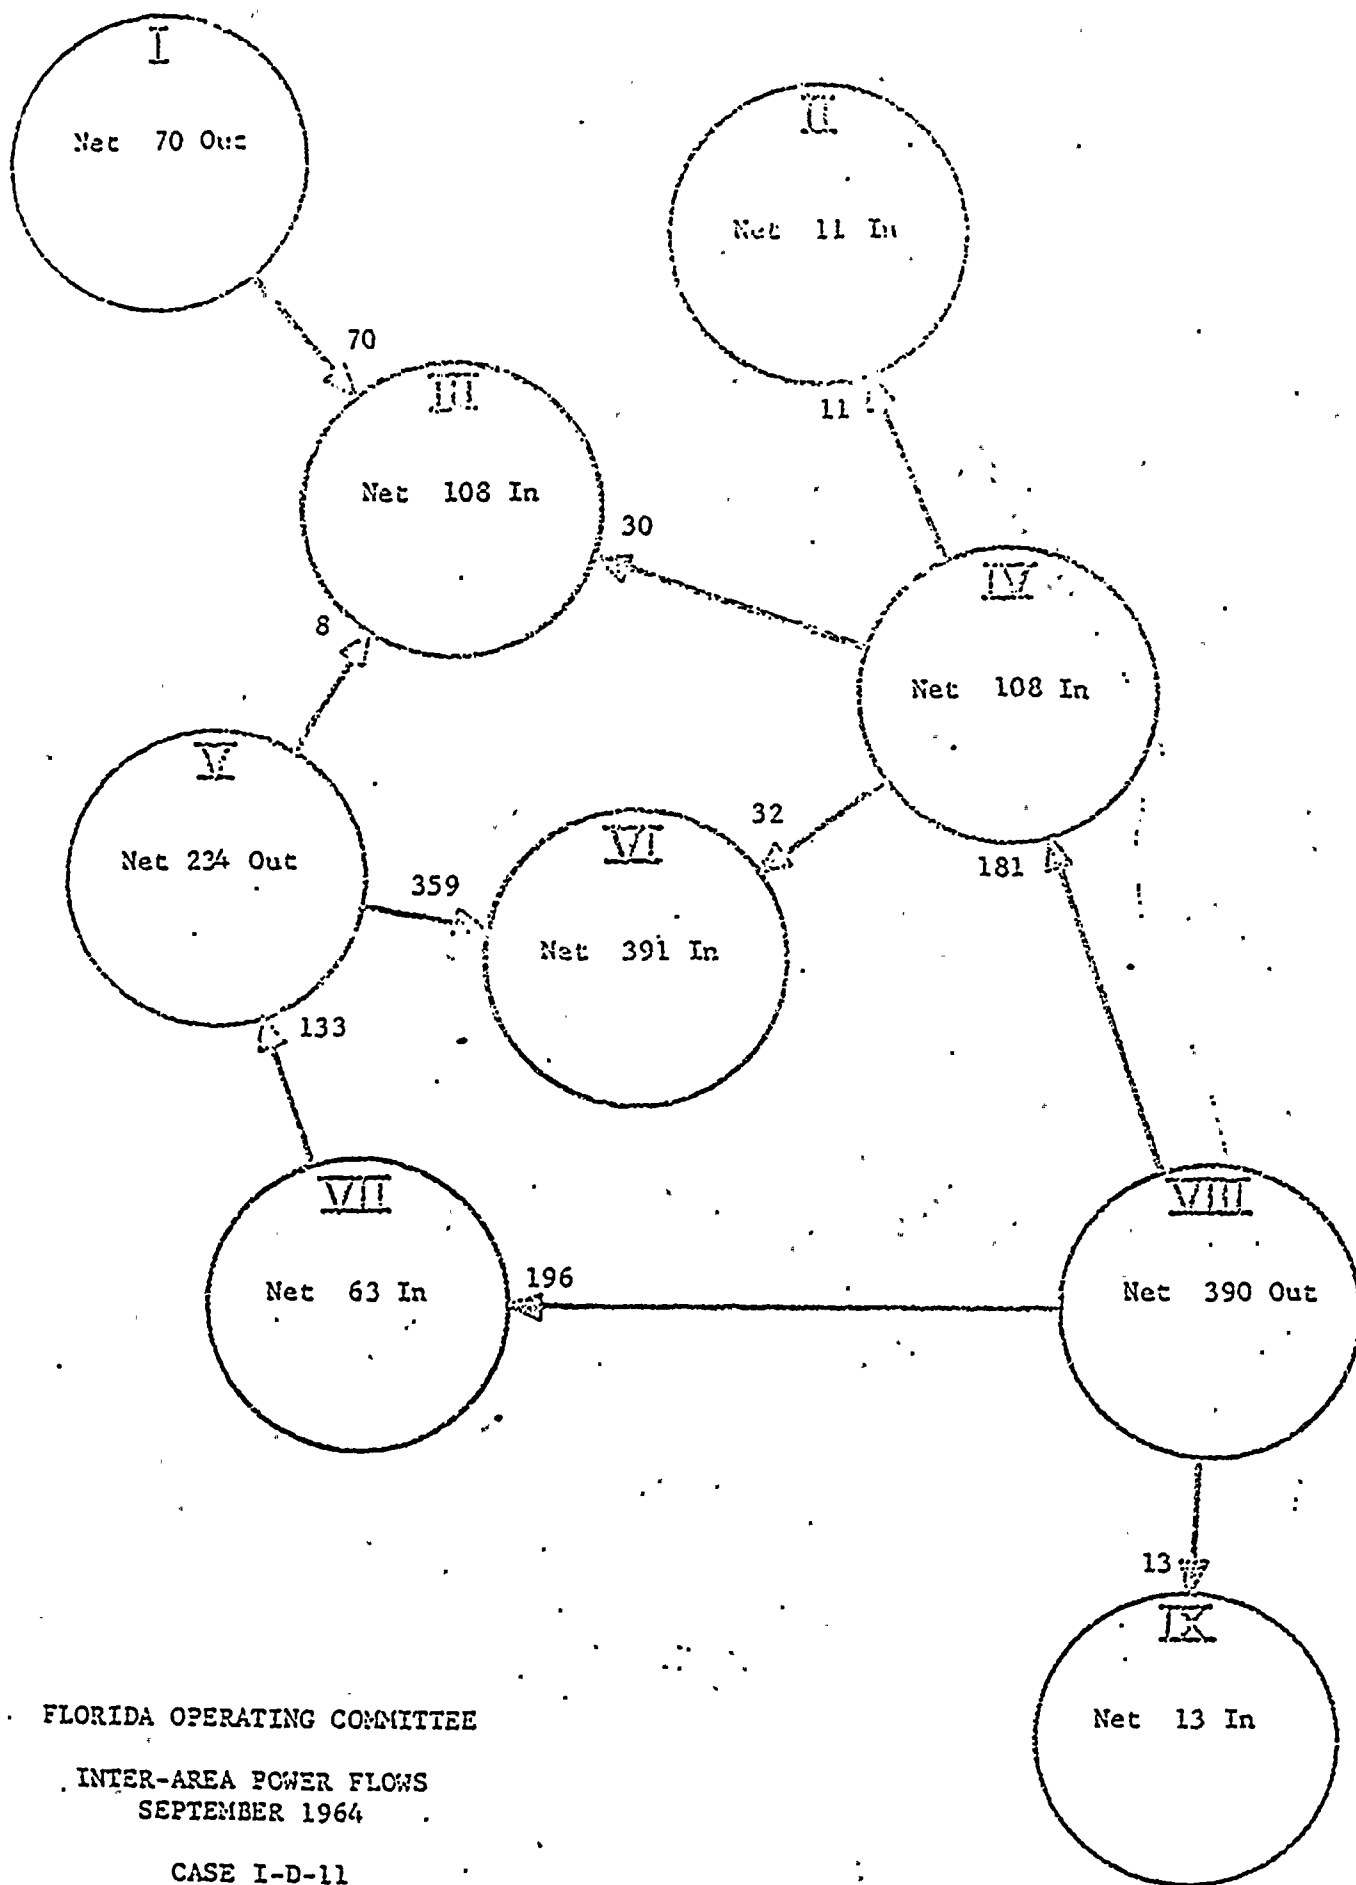 I
Net 70 Out
II
Net 11 In
70
III
Net 108 In
11
30
IV
Net 108 In
8
V
Net 234 Out
359
VI
Net 391 In
32
181
133
VII
Net 63 In
196
VIII
Net 390 Out
13
IX
Net 13 In
FLORIDA OPERATING COMMITTEE
INTER-AREA POWER FLOWS
SEPTEMBER 1964
CASE I-D-11